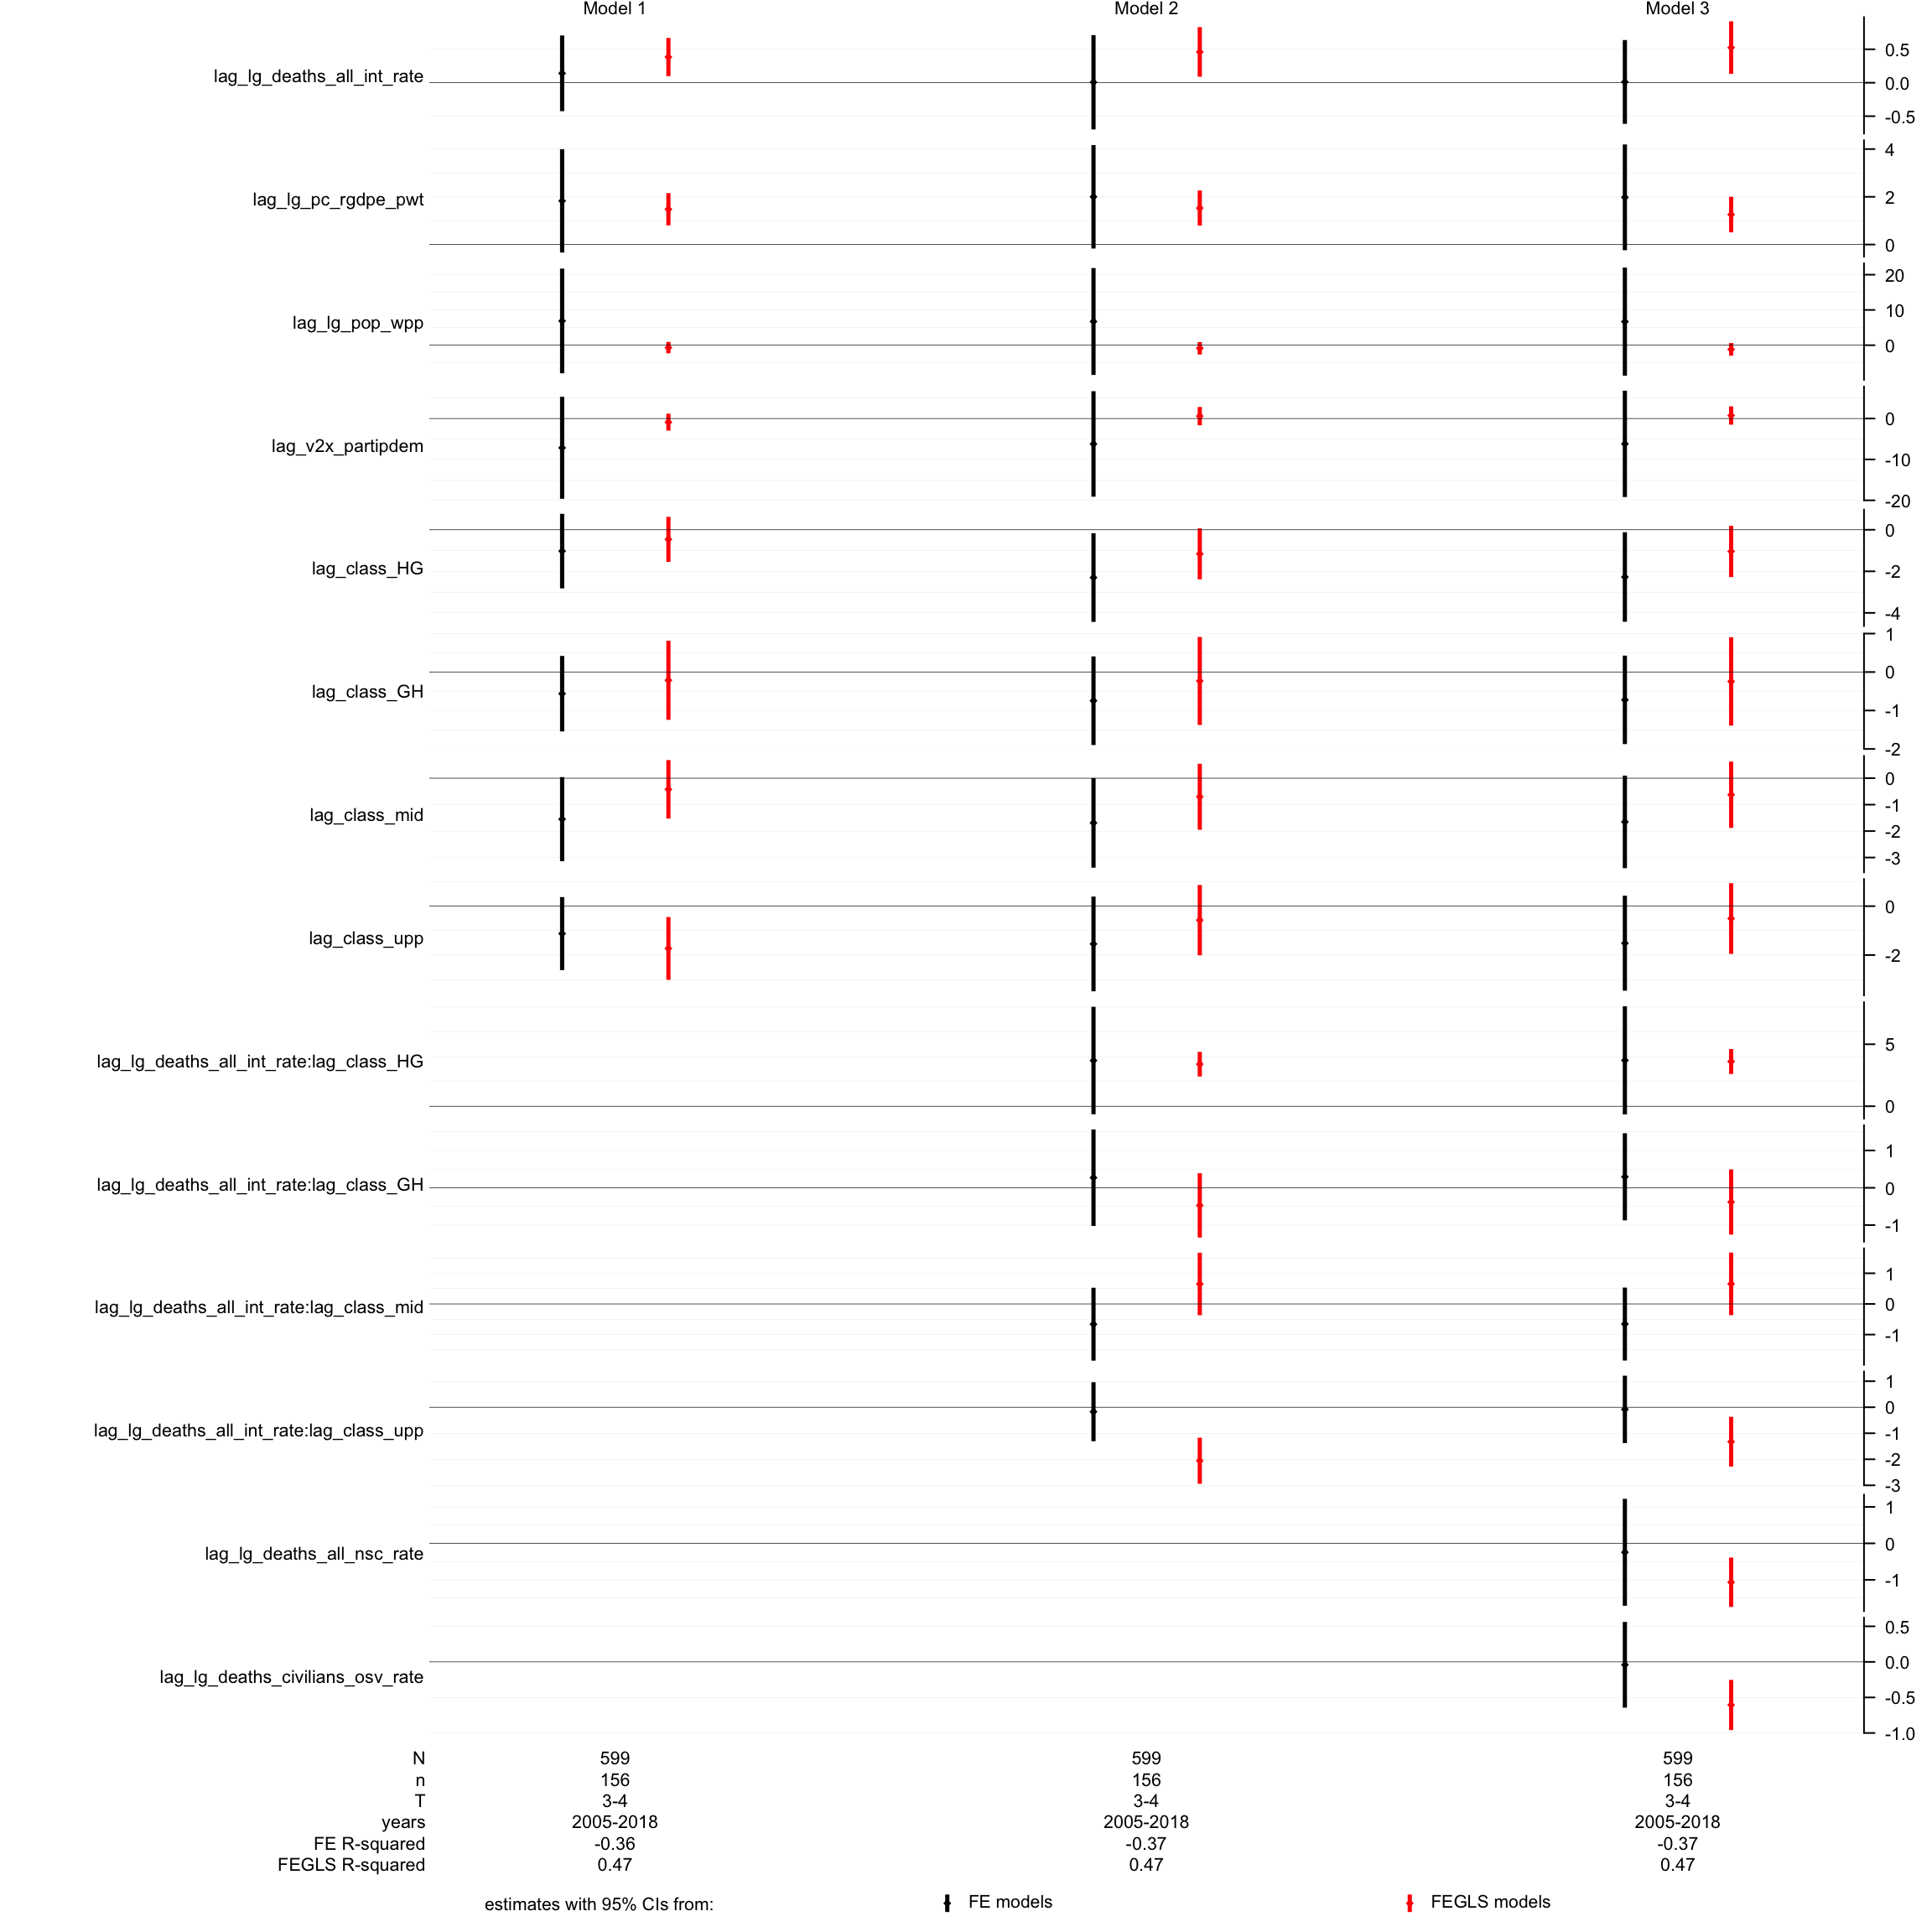 Model 1 Model 2 Model 3
lag_lg_deaths_all_int_rate
0.5
0.0
-0.5
lag_lg_pc_rgdpe_pwt
4
2
0
lag_lg_pop_wpp
20
10
0
lag_v2x_partipdem
0
-10
-20
lag_class_HG
0
-2
-4
lag_class_GH
1
0
-1
-2
lag_class_mid
0
-1
-2
-3
lag_class_upp
0
-2
lag_lg_deaths_all_int_rate:lag_class_HG
5
0
lag_lg_deaths_all_int_rate:lag_class_GH
1
0
-1
lag_lg_deaths_all_int_rate:lag_class_mid
1
0
-1
lag_lg_deaths_all_int_rate:lag_class_upp
1
0
-1
-2
-3
lag_lg_deaths_all_nsc_rate
1
0
-1
lag_lg_deaths_civilians_osv_rate
0.5
0.0
-0.5
-1.0
N 599 599 599
n 156 156 156
T 3-4 3-4 3-4
years 2005-2018 2005-2018 2005-2018
FE R-squared -0.36 -0.37 -0.37
FEGLS R-squared 0.47 0.47 0.47
estimates with 95% CIs from: FE models FEGLS models